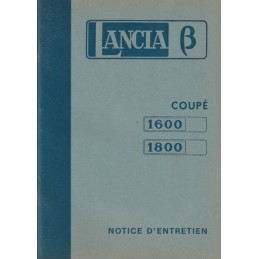 LANCIA β
COUPÉ
1600
1800
NOTICE D'ENTRETIEN